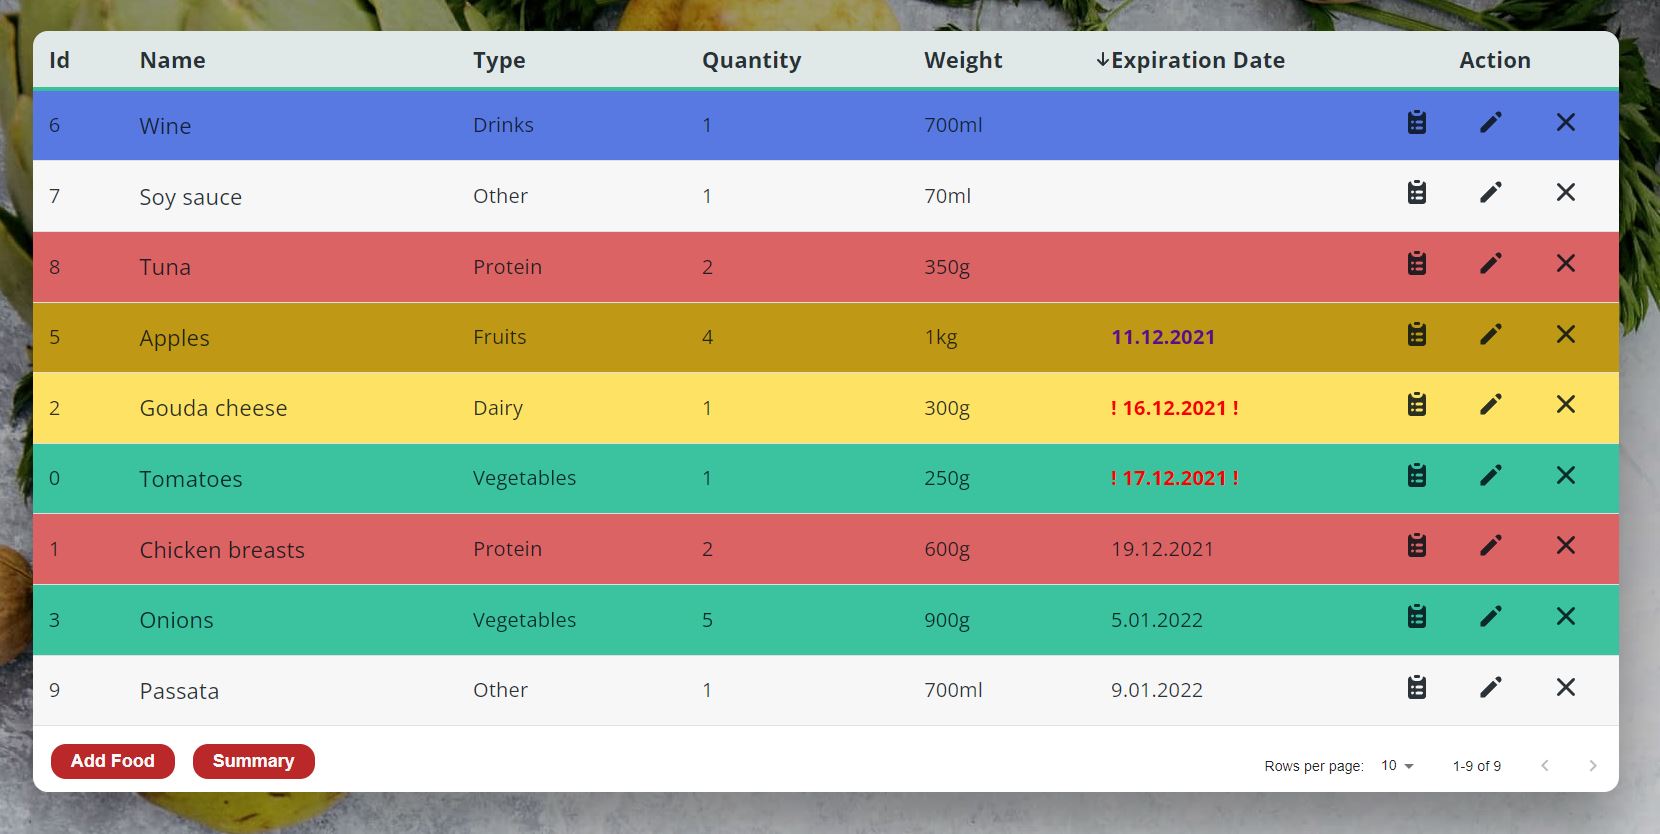 Id Name Type Quantity Weight ↓Expiration Date Action
6 Wine Drinks 1 700ml
7 Soy sauce Other 1 70ml
8 Tuna Protein 2 350g
5 Apples Fruits 4 1kg 11.12.2021
2 Gouda cheese Dairy 1 300g ! 16.12.2021 !
0 Tomatoes Vegetables 1 250g ! 17.12.2021 !
1 Chicken breasts Protein 2 600g 19.12.2021
3 Onions Vegetables 5 900g 5.01.2022
9 Passata Other 1 700ml 9.01.2022
Add Food Summary Rows per page: 10 1-9 of 9